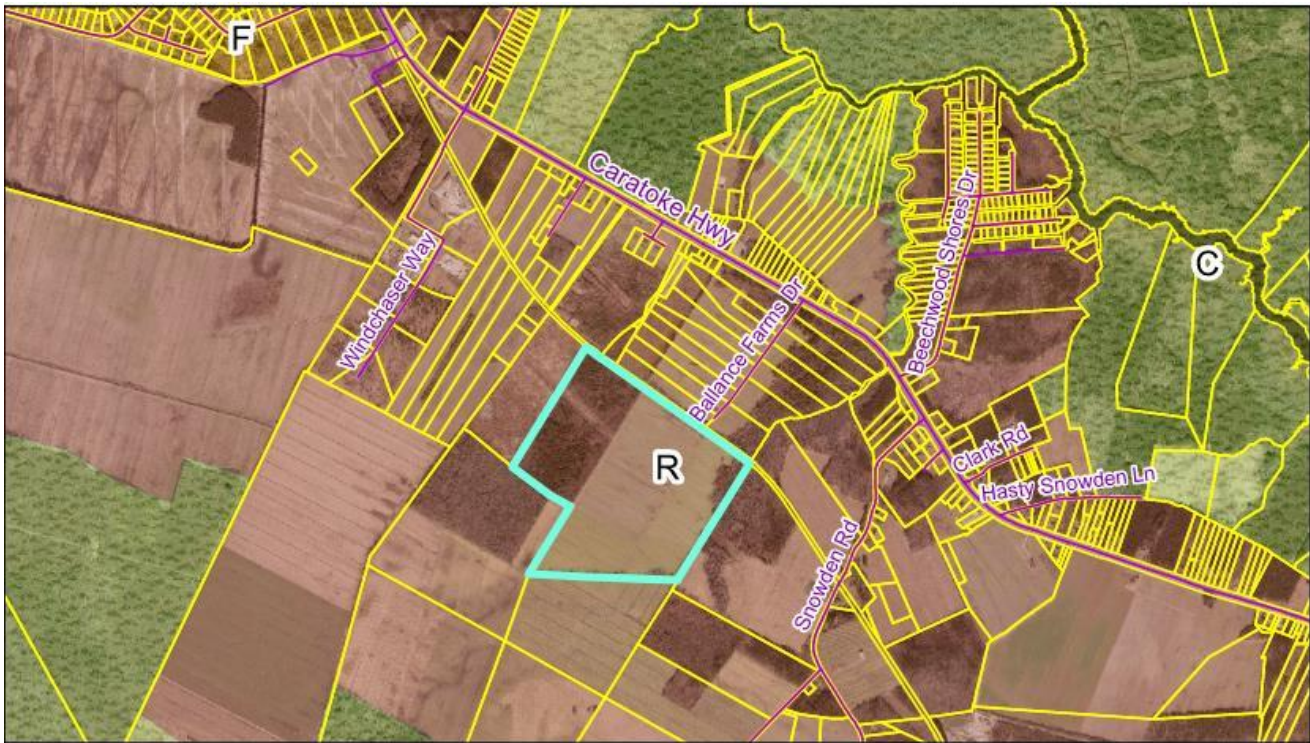 F
Caratoke Hwy
Windchaser Way
Ballance Farms Dr
Beechwood Shores Dr
C
R
Clark Rd
Hasty Snowden Ln
Snowden Rd